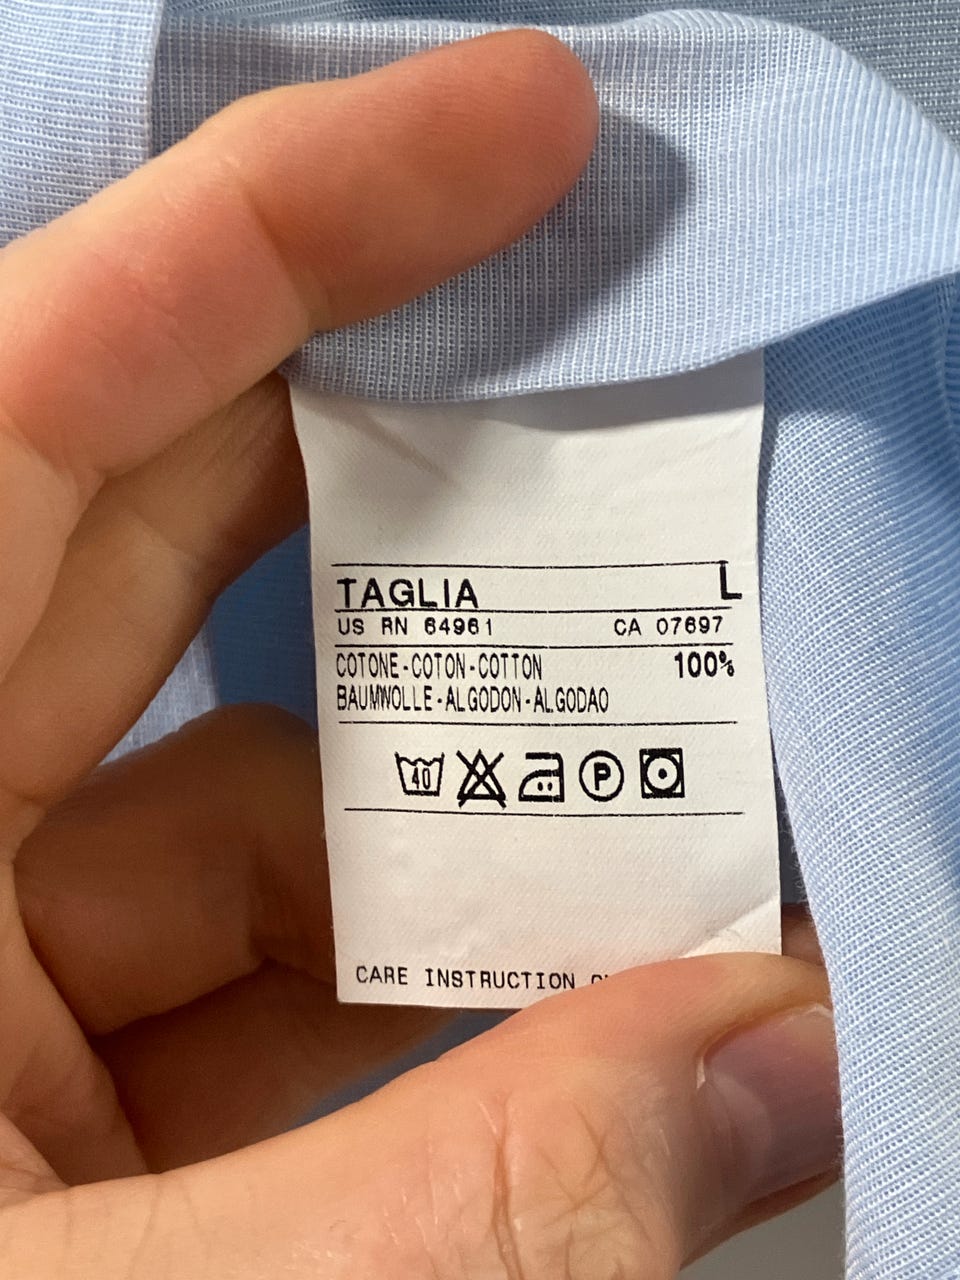 TAGLIA L
US RN 64961 CA 07697
COTONE-COTON-COTTON 100%
BAUMWOLLE-ALGODON-ALGODAO
40 P
CARE INSTRUCTION